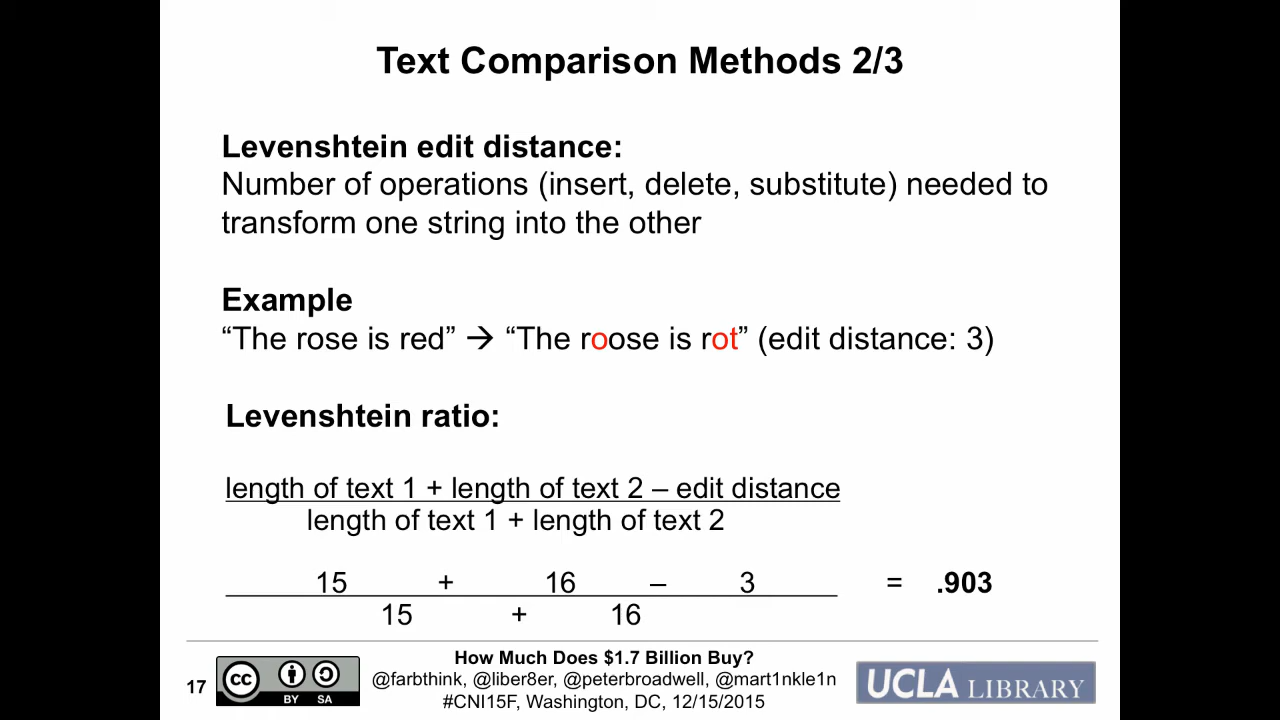 Text Comparison Methods 2/3
Levenshtein edit distance:
Number of operations (insert, delete, substitute) needed to
transform one string into the other
Example
“The rose is red” → “The roose is rot” (edit distance: 3)
Levenshtein ratio:
length of text 1 + length of text 2 – edit distance
length of text 1 + length of text 2
15 + 16 – 3 = .903
15 + 16
How Much Does $1.7 Billion Buy?
@farbthink, @liber8er, @peterbroadwell, @mart1nkle1n
#CNI15F, Washington, DC, 12/15/2015
17
cc BY SA
UCLA LIBRARY